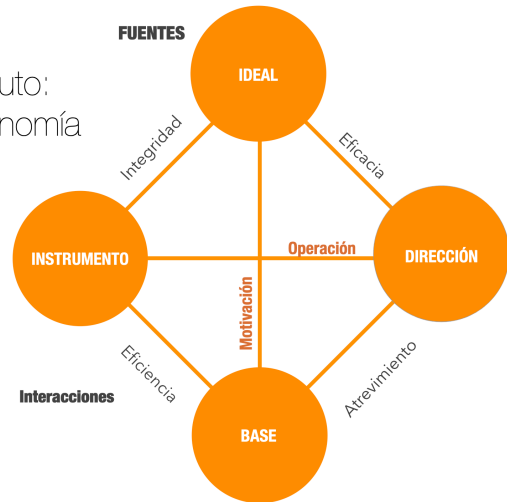 FUENTES
IDEAL
uto:
nomía
Integridad
Eficacia
INSTRUMENTO
Operación
DIRECCIÓN
Motivación
Eficiencia
Atrevimiento
Interacciones
BASE